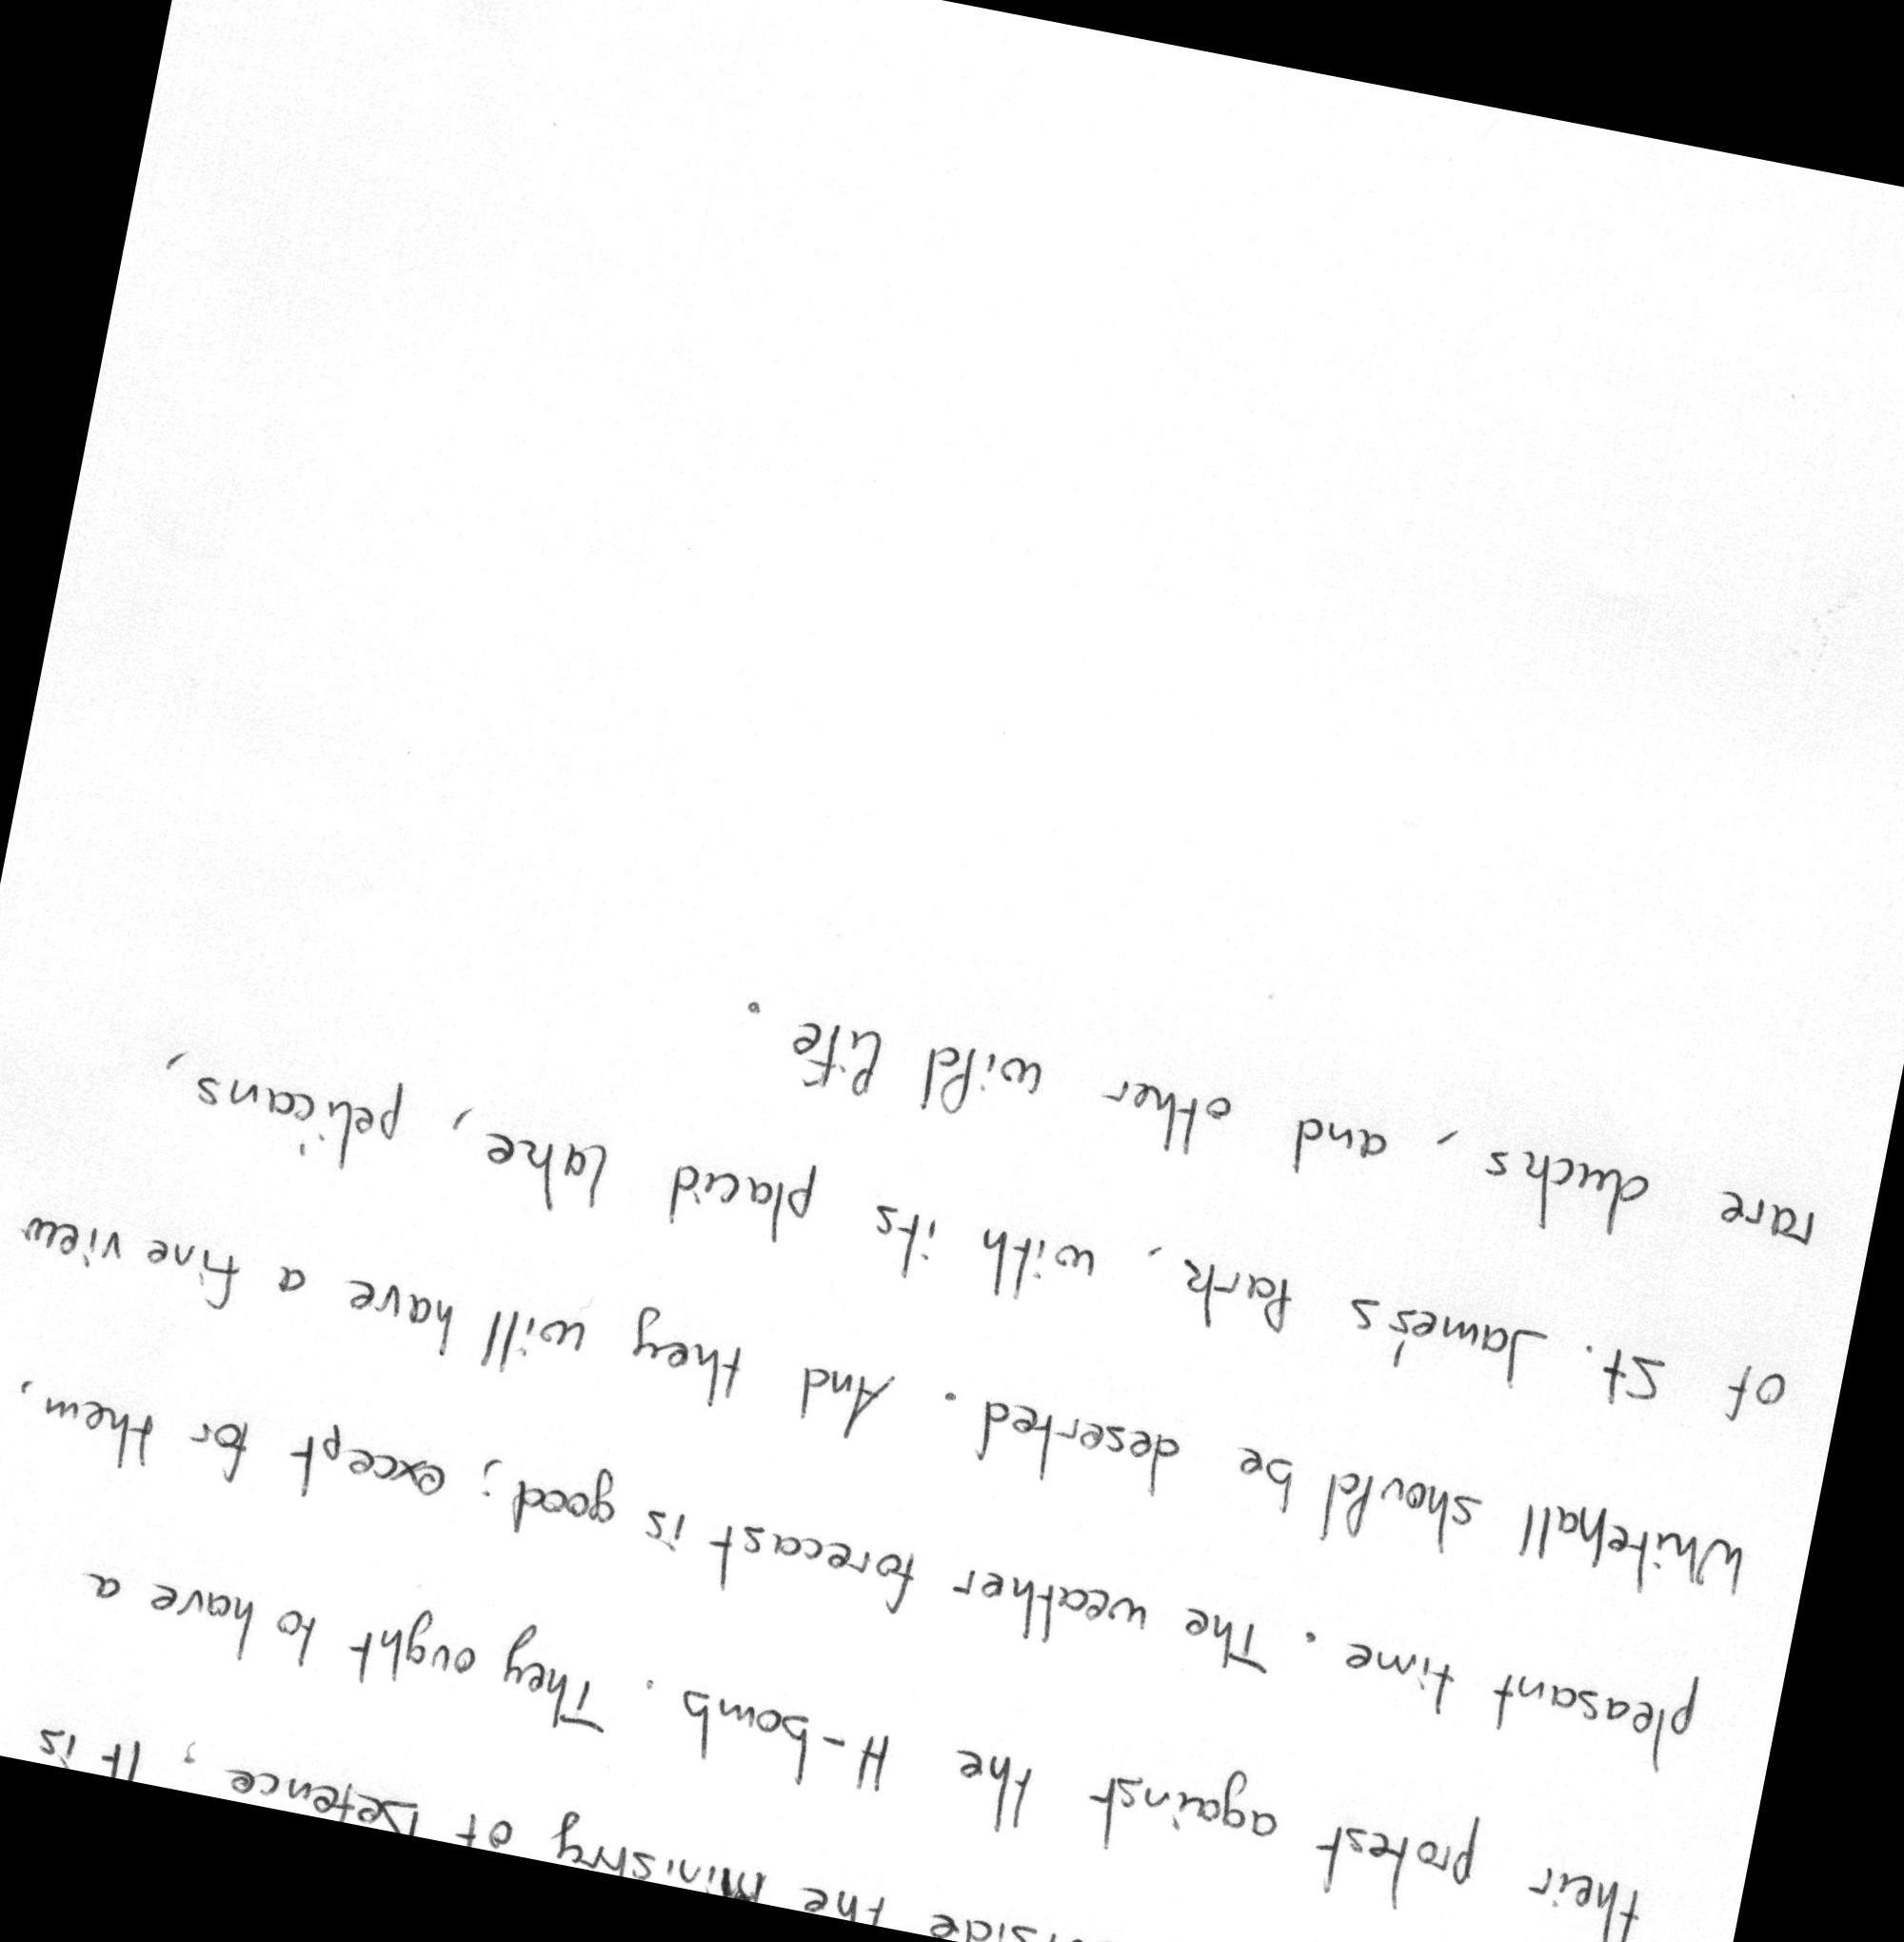 the Ministry of Defence, It is
their protest against the H-bomb. They ought to have a
pleasant time. The weather forecast is good; except for them,
Whitehall should be deserted. And they will have a fine view
of St. James's Park, with its placid lake, pelicans,
rare ducks, and other wild life.